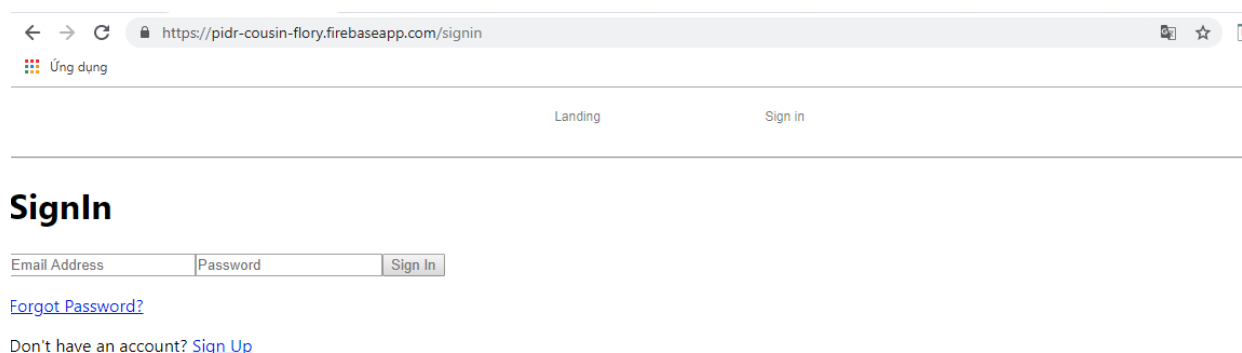 https://pidr-cousin-flory.firebaseapp.com/signin
Ứng dụng
Landing Sign in
SignIn
Email Address Password Sign In
Forgot Password?
Don't have an account? Sign Up